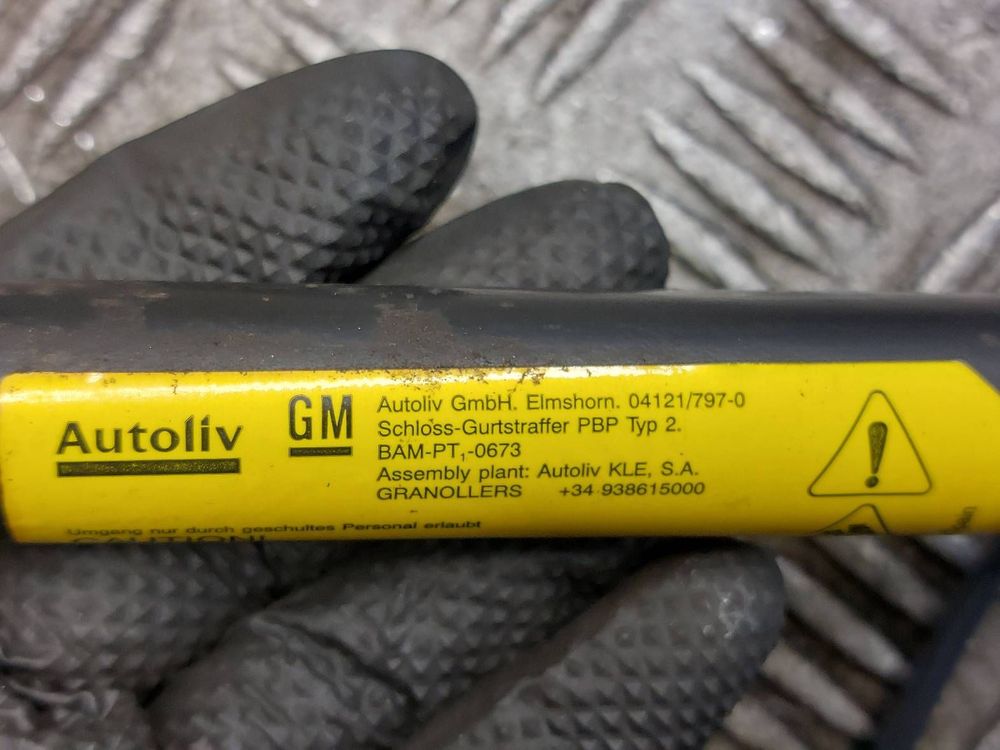 Autoliv
GM
Autoliv GmbH. Elmshorn. 04121/797-0
Schloss-Gurtstraffer PBP Typ 2.
BAM-PT₁-0673
Assembly plant: Autoliv KLE, S.A.
GRANOLLERS +34 938615000
Umgang nur durch geschultes Personal erlaubt
CAUTION!